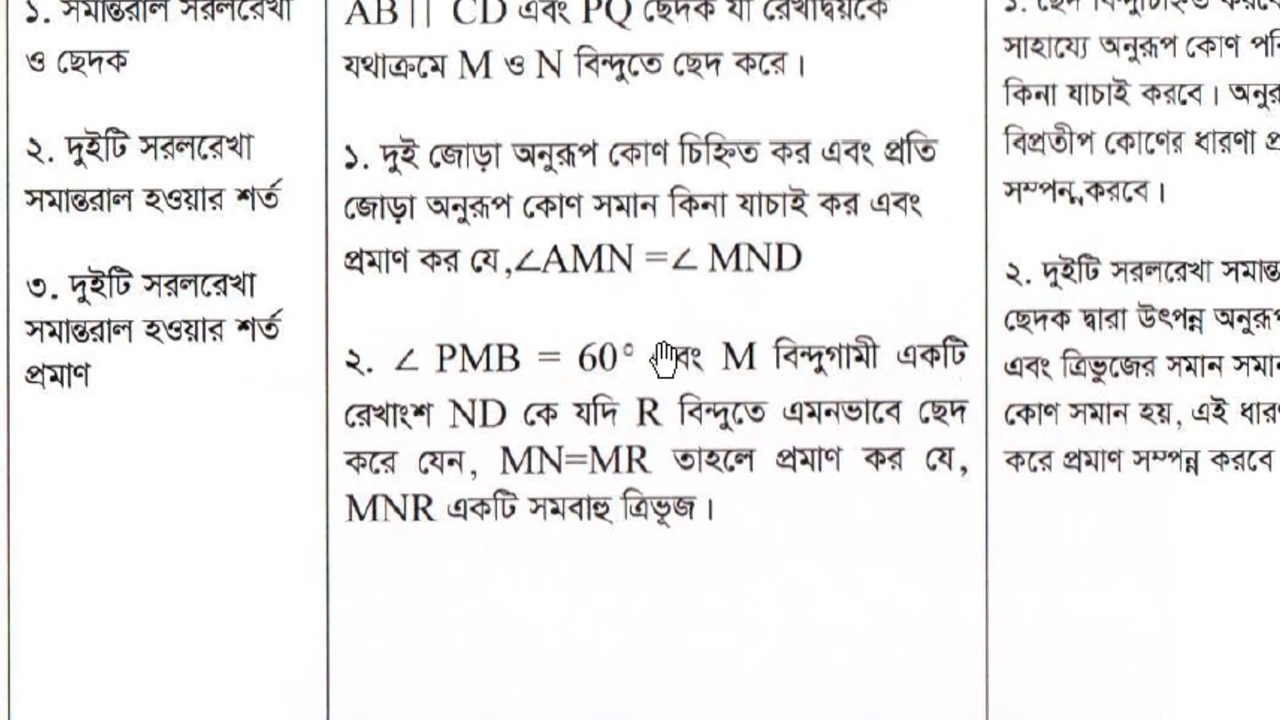 ১. সমান্তরাল সরলরেখা
ও ছেদক
২. দুইটি সরলরেখা
সমান্তরাল হওয়ার শর্ত
৩. দুইটি সরলরেখা
সমান্তরাল হওয়ার শর্ত
প্রমাণ
AB|| CD এবং PQ ছেদক যা রেখাদ্বয়কে
যথাক্রমে M ও N বিন্দুতে ছেদ করে।
১. দুই জোড়া অনুরূপ কোণ চিহ্নিত কর এবং প্রতি
জোড়া অনুরূপ কোণ সমান কিনা যাচাই কর এবং
প্রমাণ কর যে,∠AMN =∠ MND
২. ∠ PMB = 60° এবং M বিন্দুগামী একটি
রেখাংশ ND কে যদি R বিন্দুতে এমনভাবে ছেদ
করে যেন, MN=MR তাহলে প্রমাণ কর যে,
MNR একটি সমবাহু ত্রিভূজ।
১. ছেদ
সাহায্যে অনুরূপ কোণ
কিনা যাচাই করবে।
বিপ্রতীপ কোণের ধারণা
সম্পন্ন করবে।
২. দুইটি সরলরেখা
ছেদক দ্বারা উৎপন্ন
এবং ত্রিভুজের সমান
কোণ সমান হয়, এই
করে প্রমাণ সম্পন্ন করবে